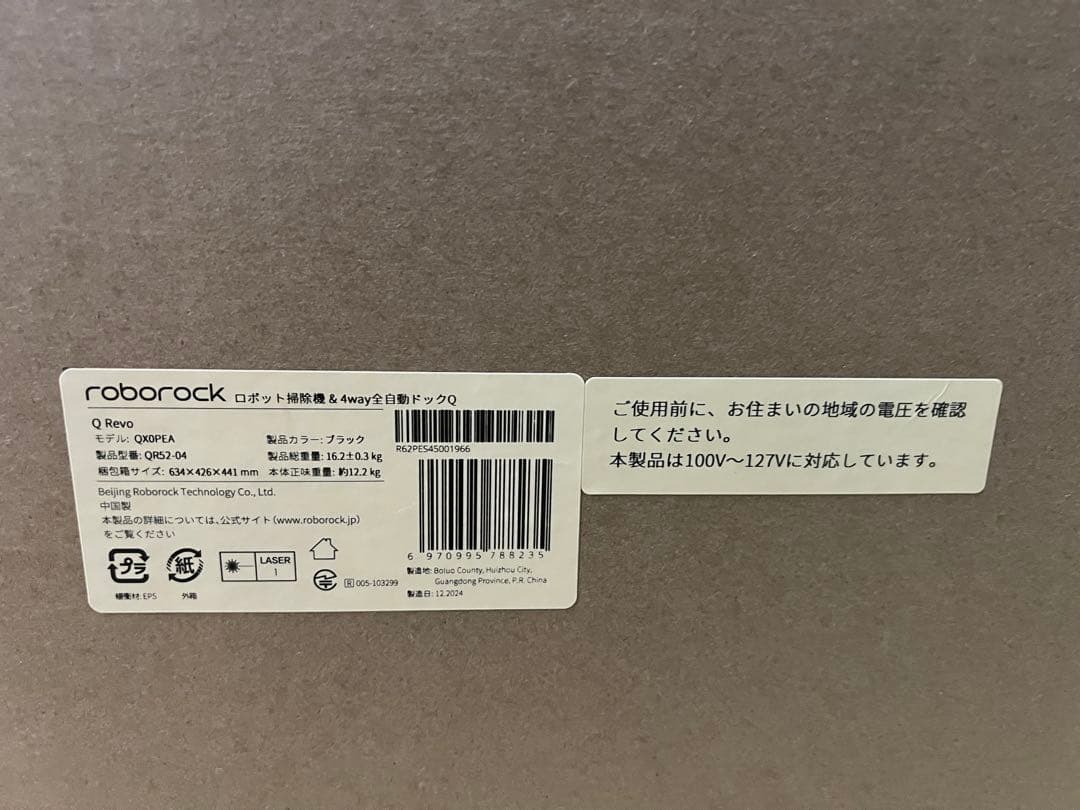 roborock ロボット掃除機 & 4way全自動ドックQ
Q Revo
モデル: QX0PEA
製品カラー: ブラック
製品型番: QR52-04
製品総重量: 16.2±0.3 kg
梱包箱サイズ: 634×426×441 mm
本体正味重量: 約12.2 kg
Beijing Roborock Technology Co., Ltd.
中国製
本製品の詳細については、公式サイト(www.roborock.jp)
をご覧ください
プラ
緩衝材: EPS
紙
外箱
LASER
1
R 005-103299
R62PES45001966
6 970995 788235
製造地: Boluo County, Huizhou City,
Guangdong Province, P.R. China
製造日: 12.2024
ご使用前に、お住まいの地域の電圧を確認
してください。
本製品は100V～127Vに対応しています。